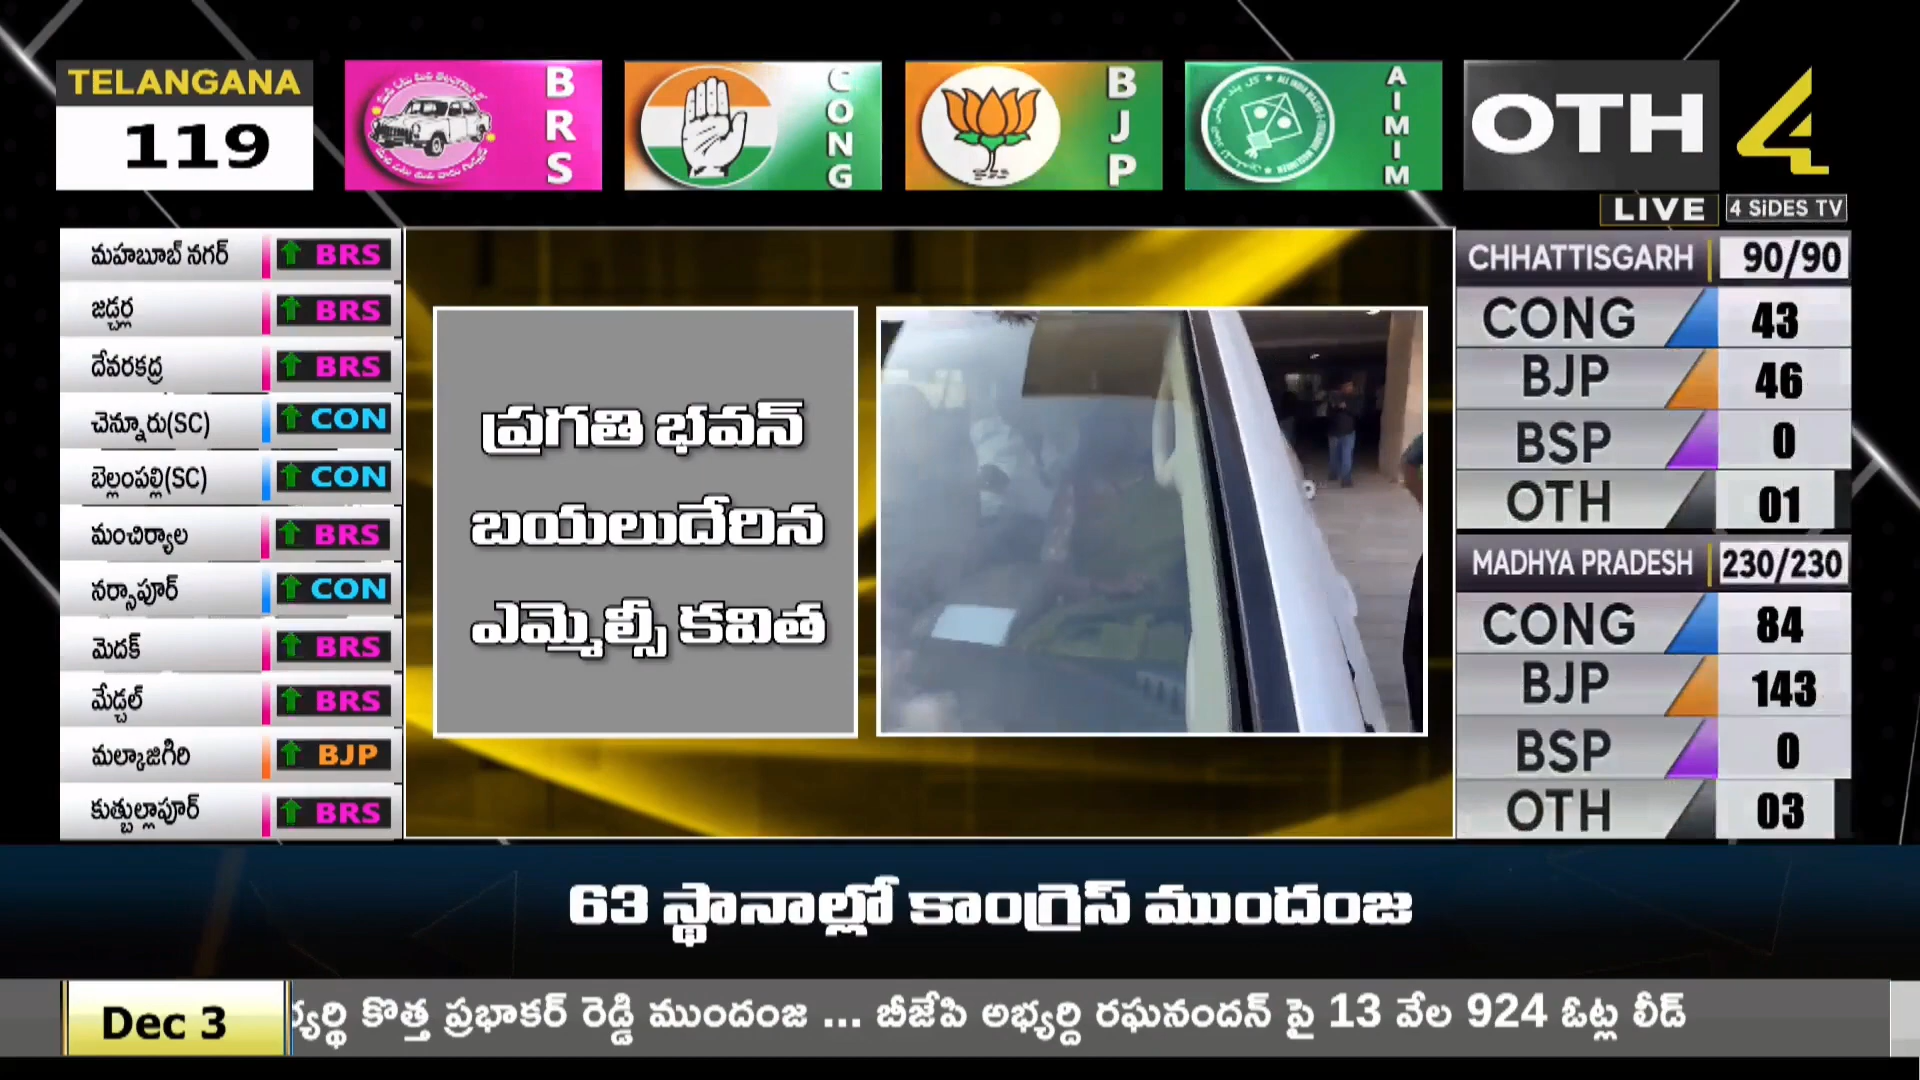 TELANGANA
119
BRS
CONG
BJP
AIMIM
OTH
4
LIVE
4 SiDES TV
మహబూబ్ నగర్ BRS
జడ్చర్ల BRS
దేవరకద్ర BRS
చెన్నూరు(SC) CON
బెల్లంపల్లి(SC) CON
మంచిర్యాల BRS
నర్సాపూర్ CON
మెదక్ BRS
మేడ్చల్ BRS
మల్కాజిగిరి BJP
కుత్బుల్లాపూర్ BRS
ప్రగతి భవన్
బయలుదేరిన
ఎమ్మెల్సీ కవిత
CHHATTISGARH 90/90
CONG 43
BJP 46
BSP 0
OTH 01
MADHYA PRADESH 230/230
CONG 84
BJP 143
BSP 0
OTH 03
63 స్థానాల్లో కాంగ్రెస్ ముందంజ
Dec 3
కొత్త ప్రభాకర్ రెడ్డి ముందంజ ... బీజేపి అభ్యర్ది రఘనందన్ పై 13 వేల 924 ఓట్ల లీడ్